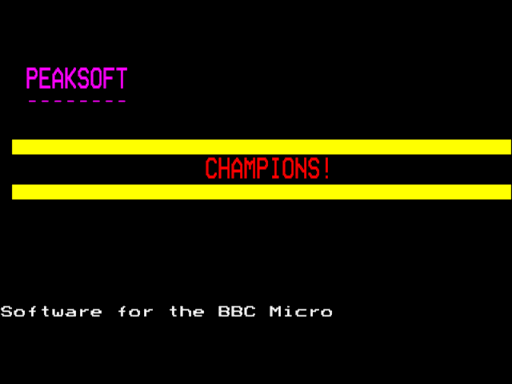 PEAKSOFT
--------
CHAMPIONS!
Software for the BBC Micro